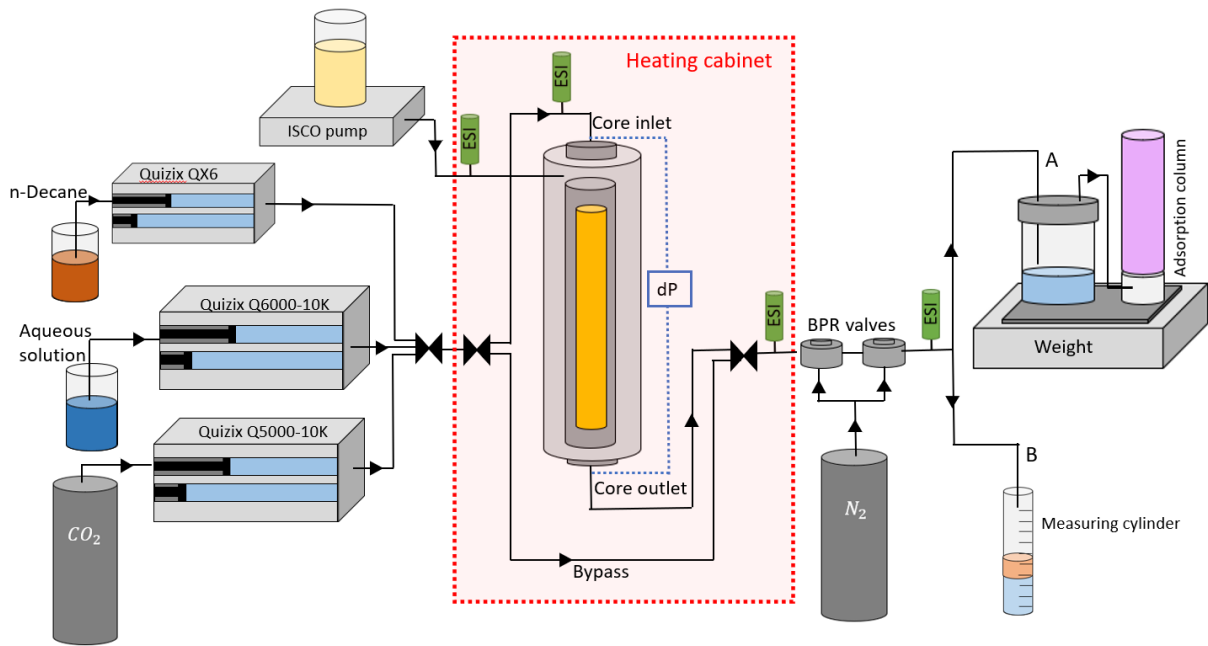 Heating cabinet
ESI
Core inlet
ISCO pump
ESI
Quizix QX6
n-Decane
Quizix Q6000-10K
Aqueous
solution
Quizix Q5000-10K
CO2
dP
Core outlet
Bypass
ESI
BPR valves
ESI
N2
A
Adsorption column
Weight
B
Measuring cylinder